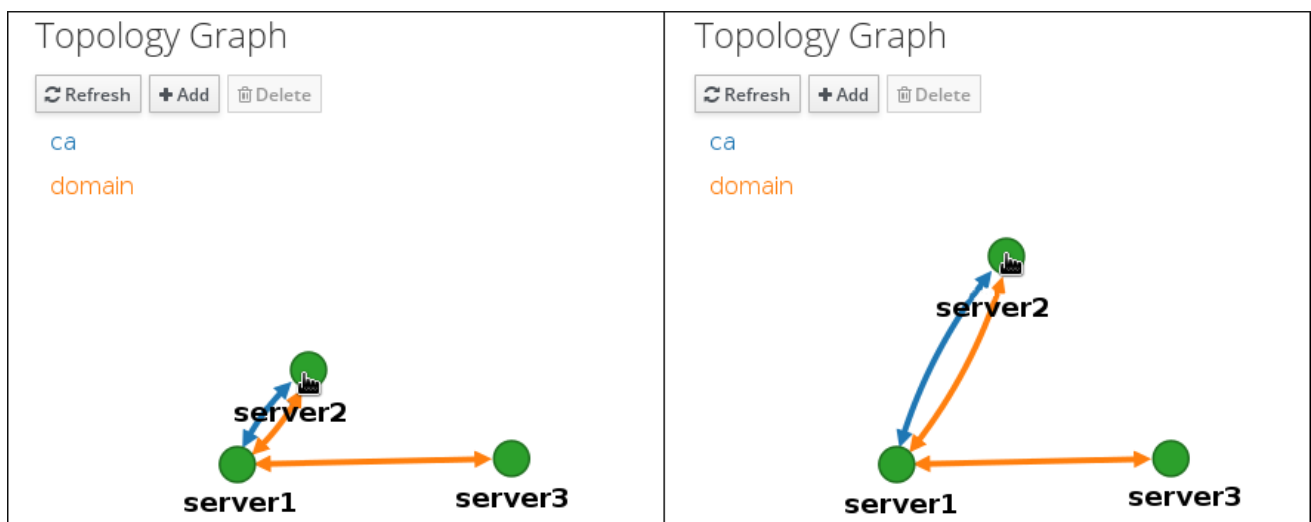 Topology Graph
Refresh Add Delete
ca
domain
server2
server1
server3
Topology Graph
Refresh Add Delete
ca
domain
server2
server1
server3